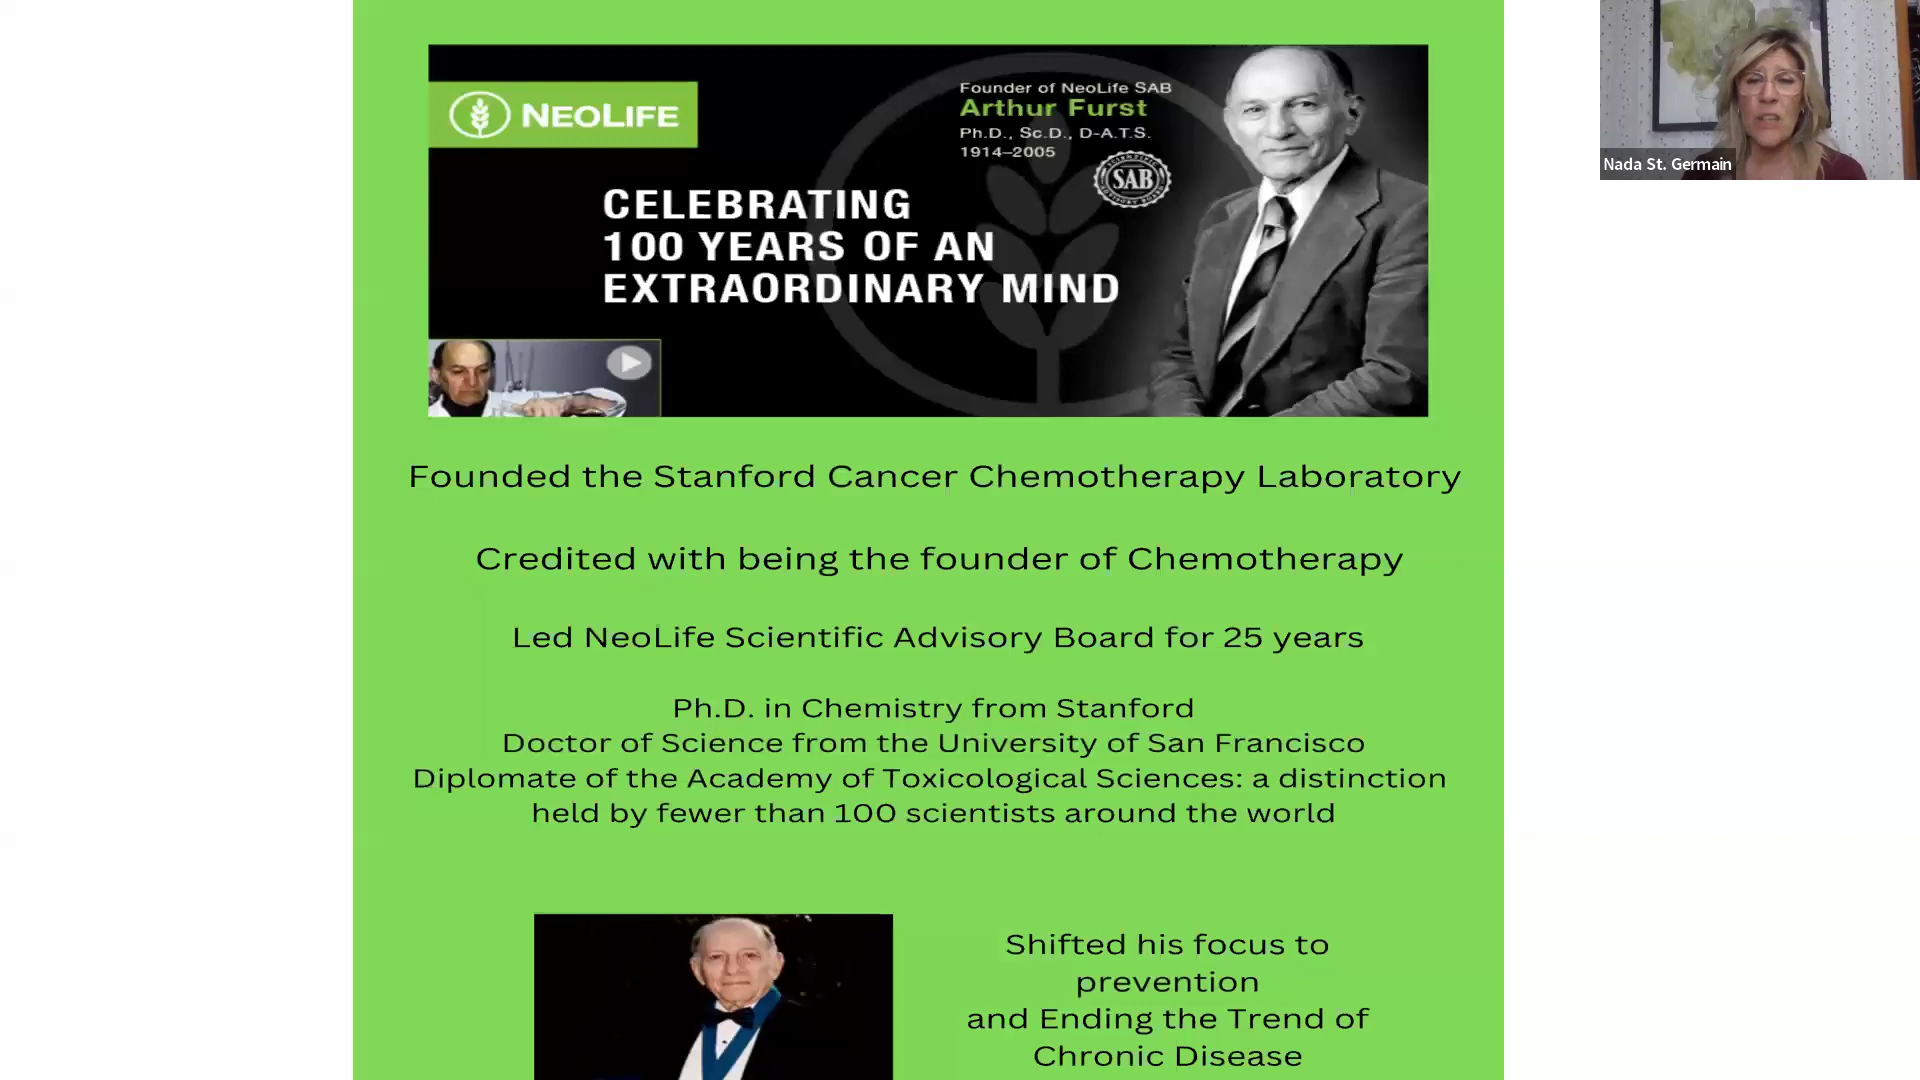 NEOLIFE
Founder of NeoLife SAB
Arthur Furst
Ph.D., Sc.D., D-A.T.S.
1914–2005
SCIENTIFIC
SAB
ADVISORY BOARD
CELEBRATING
100 YEARS OF AN
EXTRAORDINARY MIND
Nada St. Germain
Founded the Stanford Cancer Chemotherapy Laboratory
Credited with being the founder of Chemotherapy
Led NeoLife Scientific Advisory Board for 25 years
Ph.D. in Chemistry from Stanford
Doctor of Science from the University of San Francisco
Diplomate of the Academy of Toxicological Sciences: a distinction
held by fewer than 100 scientists around the world
Shifted his focus to
prevention
and Ending the Trend of
Chronic Disease